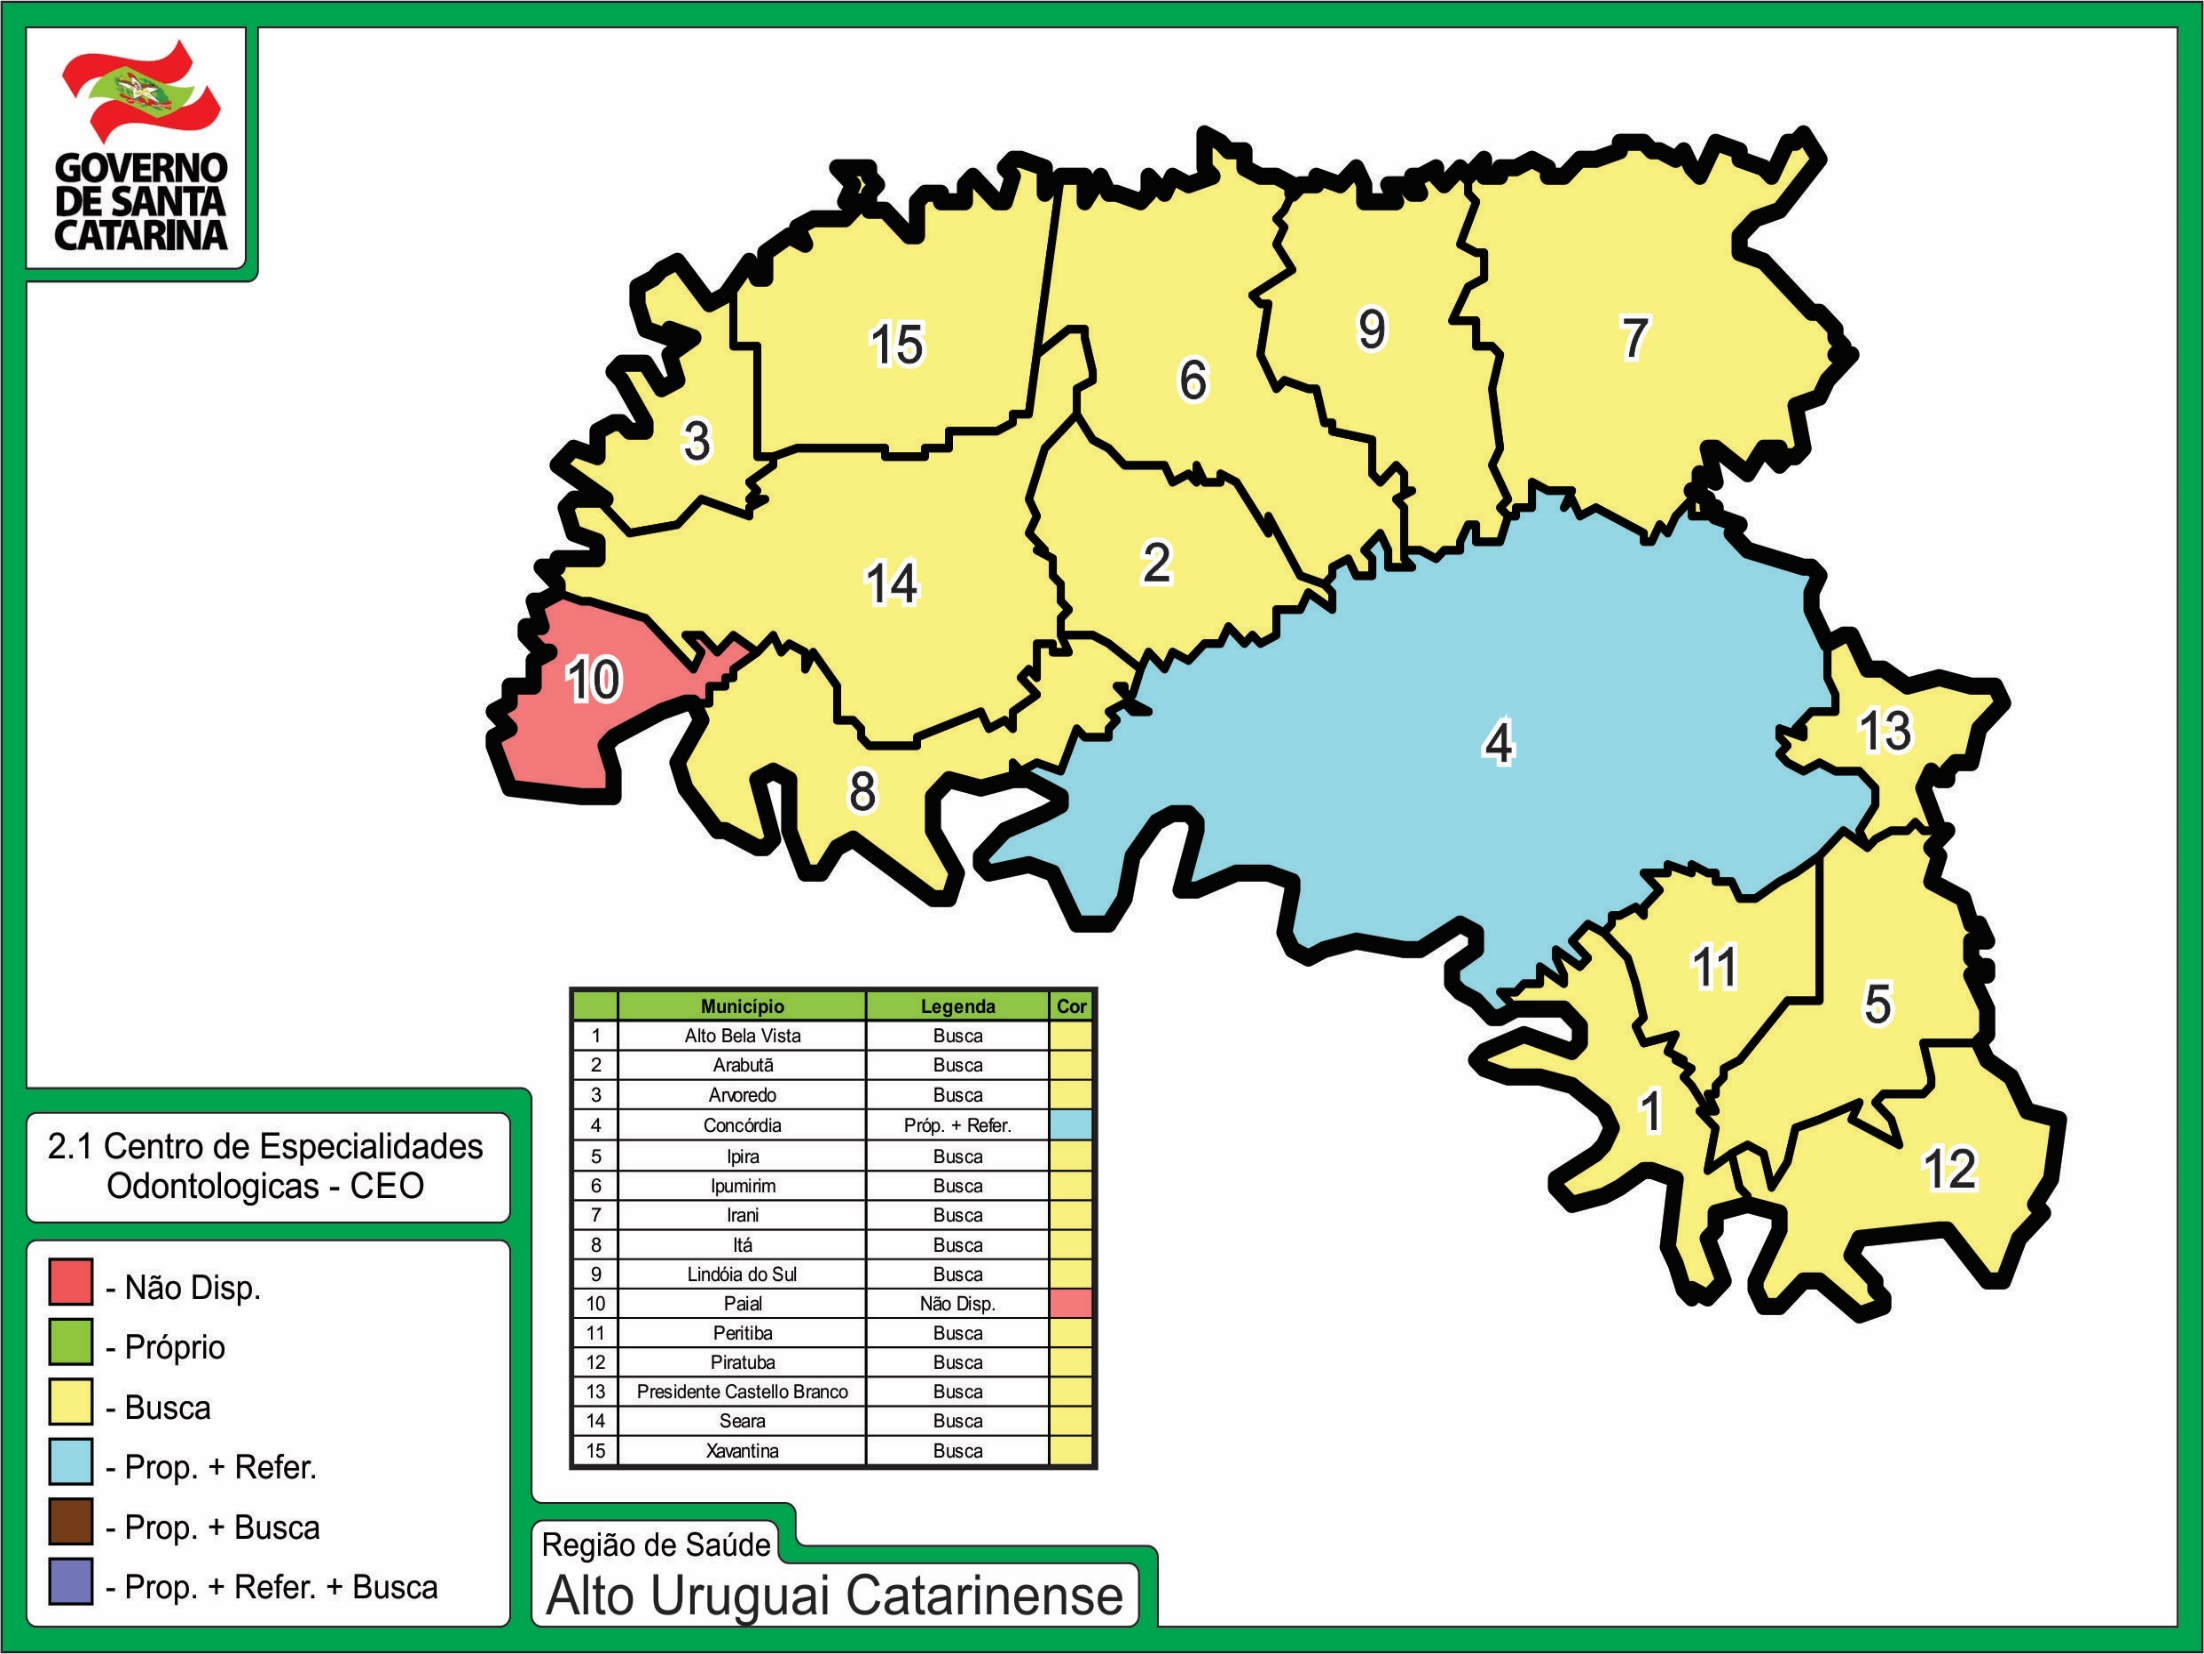 GOVERNO
DE SANTA
CATARINA
15
6
9
7
3
14
2
10
8
4
13
11
5
1
12
Município Legenda Cor
1 Alto Bela Vista Busca
2 Arabutã Busca
3 Arvoredo Busca
4 Concórdia Próp. + Refer.
5 Ipira Busca
6 Ipumirim Busca
7 Irani Busca
8 Itá Busca
9 Lindóia do Sul Busca
10 Paial Não Disp.
11 Peritiba Busca
12 Piratuba Busca
13 Presidente Castello Branco Busca
14 Seara Busca
15 Xavantina Busca
2.1 Centro de Especialidades
Odontologicas - CEO
- Não Disp.
- Próprio
- Busca
- Prop. + Refer.
- Prop. + Busca
- Prop. + Refer. + Busca
Região de Saúde
Alto Uruguai Catarinense